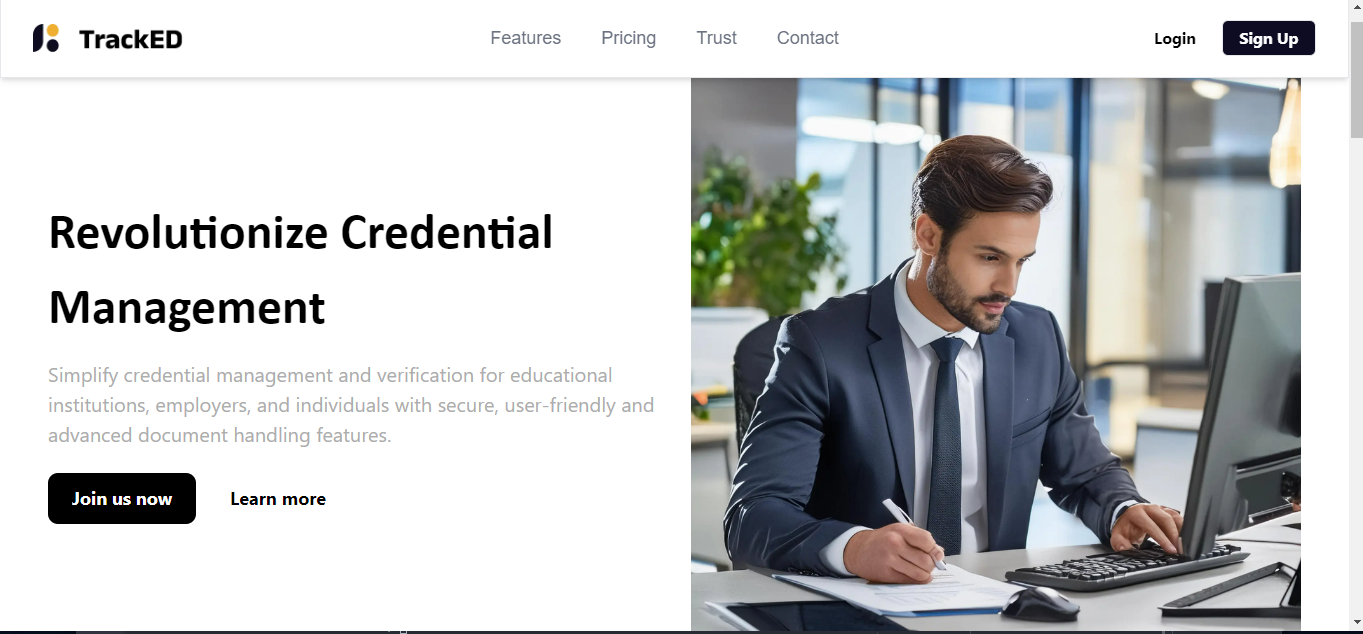 TrackED
Features
Pricing
Trust
Contact
Login
Sign Up
Revolutionize Credential
Management
Simplify credential management and verification for educational
institutions, employers, and individuals with secure, user-friendly and
advanced document handling features.
Join us now
Learn more